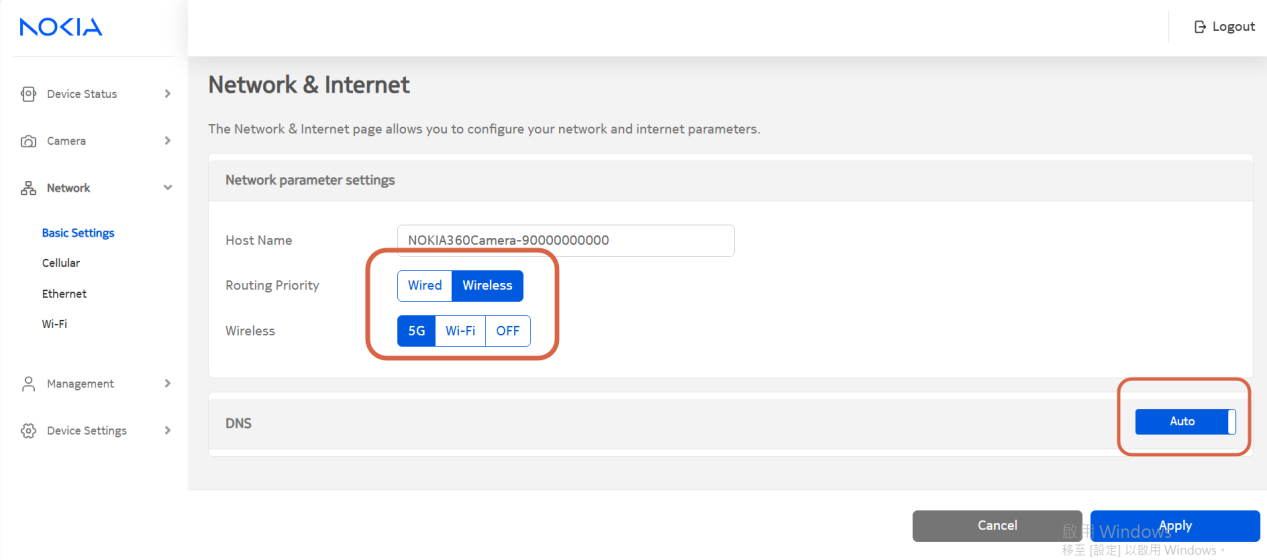 NOKIA
Logout
Device Status
Camera
Network
Basic Settings
Cellular
Ethernet
Wi-Fi
Management
Device Settings
Network & Internet
The Network & Internet page allows you to configure your network and internet parameters.
Network parameter settings
Host Name NOKIA360Camera-90000000000
Routing Priority Wired Wireless
Wireless 5G Wi-Fi OFF
DNS Auto
Cancel Apply
啟用 Windows
移至 [設定] 以啟用 Windows。